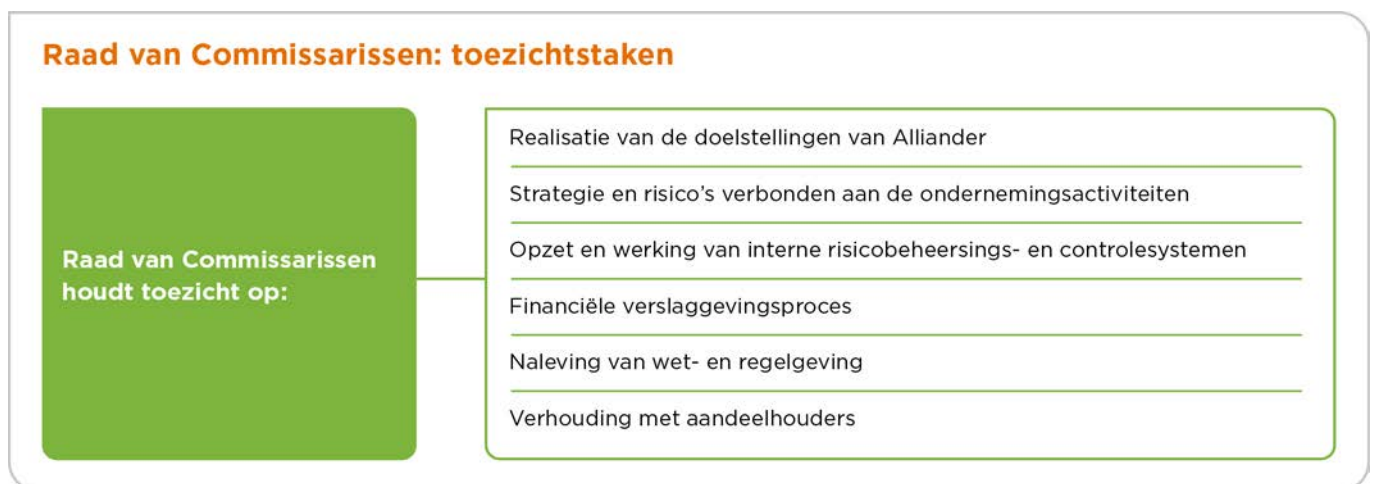 Raad van Commissarissen: toezichtstaken
Raad van Commissarissen
houdt toezicht op:
Realisatie van de doelstellingen van Alliander
Strategie en risico’s verbonden aan de ondernemingsactiviteiten
Opzet en werking van interne risicobeheersings- en controlesystemen
Financiële verslaggevingsproces
Naleving van wet- en regelgeving
Verhouding met aandeelhouders